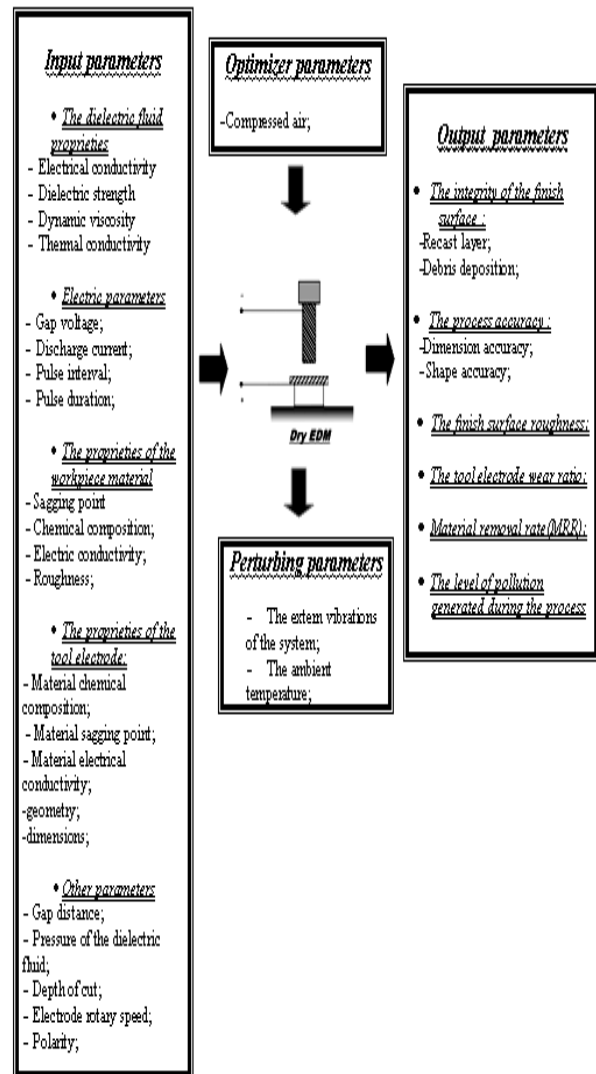 Input parameters
• The dielectric fluid
proprieties
- Electrical conductivity
- Dielectric strength
- Dynamic viscosity
- Thermal conductivity
• Electric parameters
- Gap voltage;
- Discharge current;
- Pulse interval;
- Pulse duration;
• The proprieties of the
workpiece material
- Sagging point
- Chemical composition;
- Electric conductivity;
- Roughness;
• The proprieties of the
tool electrode:
- Material chemical
composition;
- Material sagging point;
- Material electrical
conductivity;
-geometry;
-dimensions;
• Other parameters
- Gap distance;
- Pressure of the dielectric
fluid;
- Depth of cut;
- Electrode rotary speed;
- Polarity;
Optimizer parameters
-Compressed air;
Dry EDM
Perturbing parameters
- The extern vibrations
of the system;
- The ambient
temperature;
Output parameters
• The integrity of the finish
surface :
-Recast layer;
-Debris deposition;
• The process accuracy :
-Dimension accuracy;
-Shape accuracy;
• The finish surface roughness;
• The tool electrode wear ratio;
• Material removal rate (MRR);
• The level of pollution
generated during the process